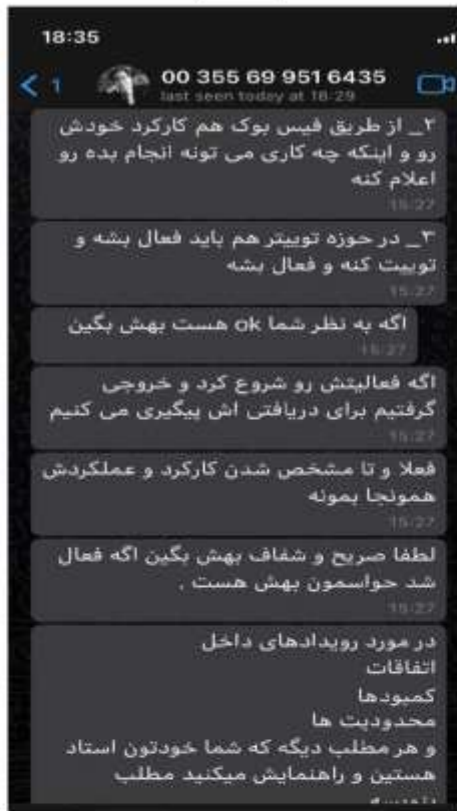 18:35
1
00 355 69 951 6435
last seen today at 18:29
۲_ از طریق فیس بوک هم کارکرد خودش
رو و اینکه چه کاری می تونه انجام بده رو
اعلام کنه
15:27
۳_ در حوزه توییتر هم باید فعال بشه و
توییت کنه و فعال بشه
15:27
اگه به نظر شما ok هست بهش بگین
15:27
اگه فعالیتش رو شروع کرد و خروجی
گرفتیم برای دریافتی اش پیگیری می کنیم
15:27
فعلا و تا مشخص شدن کارکرد و عملکردش
همونجا بمونه
15:27
لطفا صریح و شفاف بهش بگین اگه فعال
شد حواسمون بهش هست .
15:27
در مورد رویدادهای داخل
اتفاقات
کمبودها
محدودیت ها
و هر مطلب دیگه که شما خودتون استاد
هستین و راهنمایش میکنید مطلب